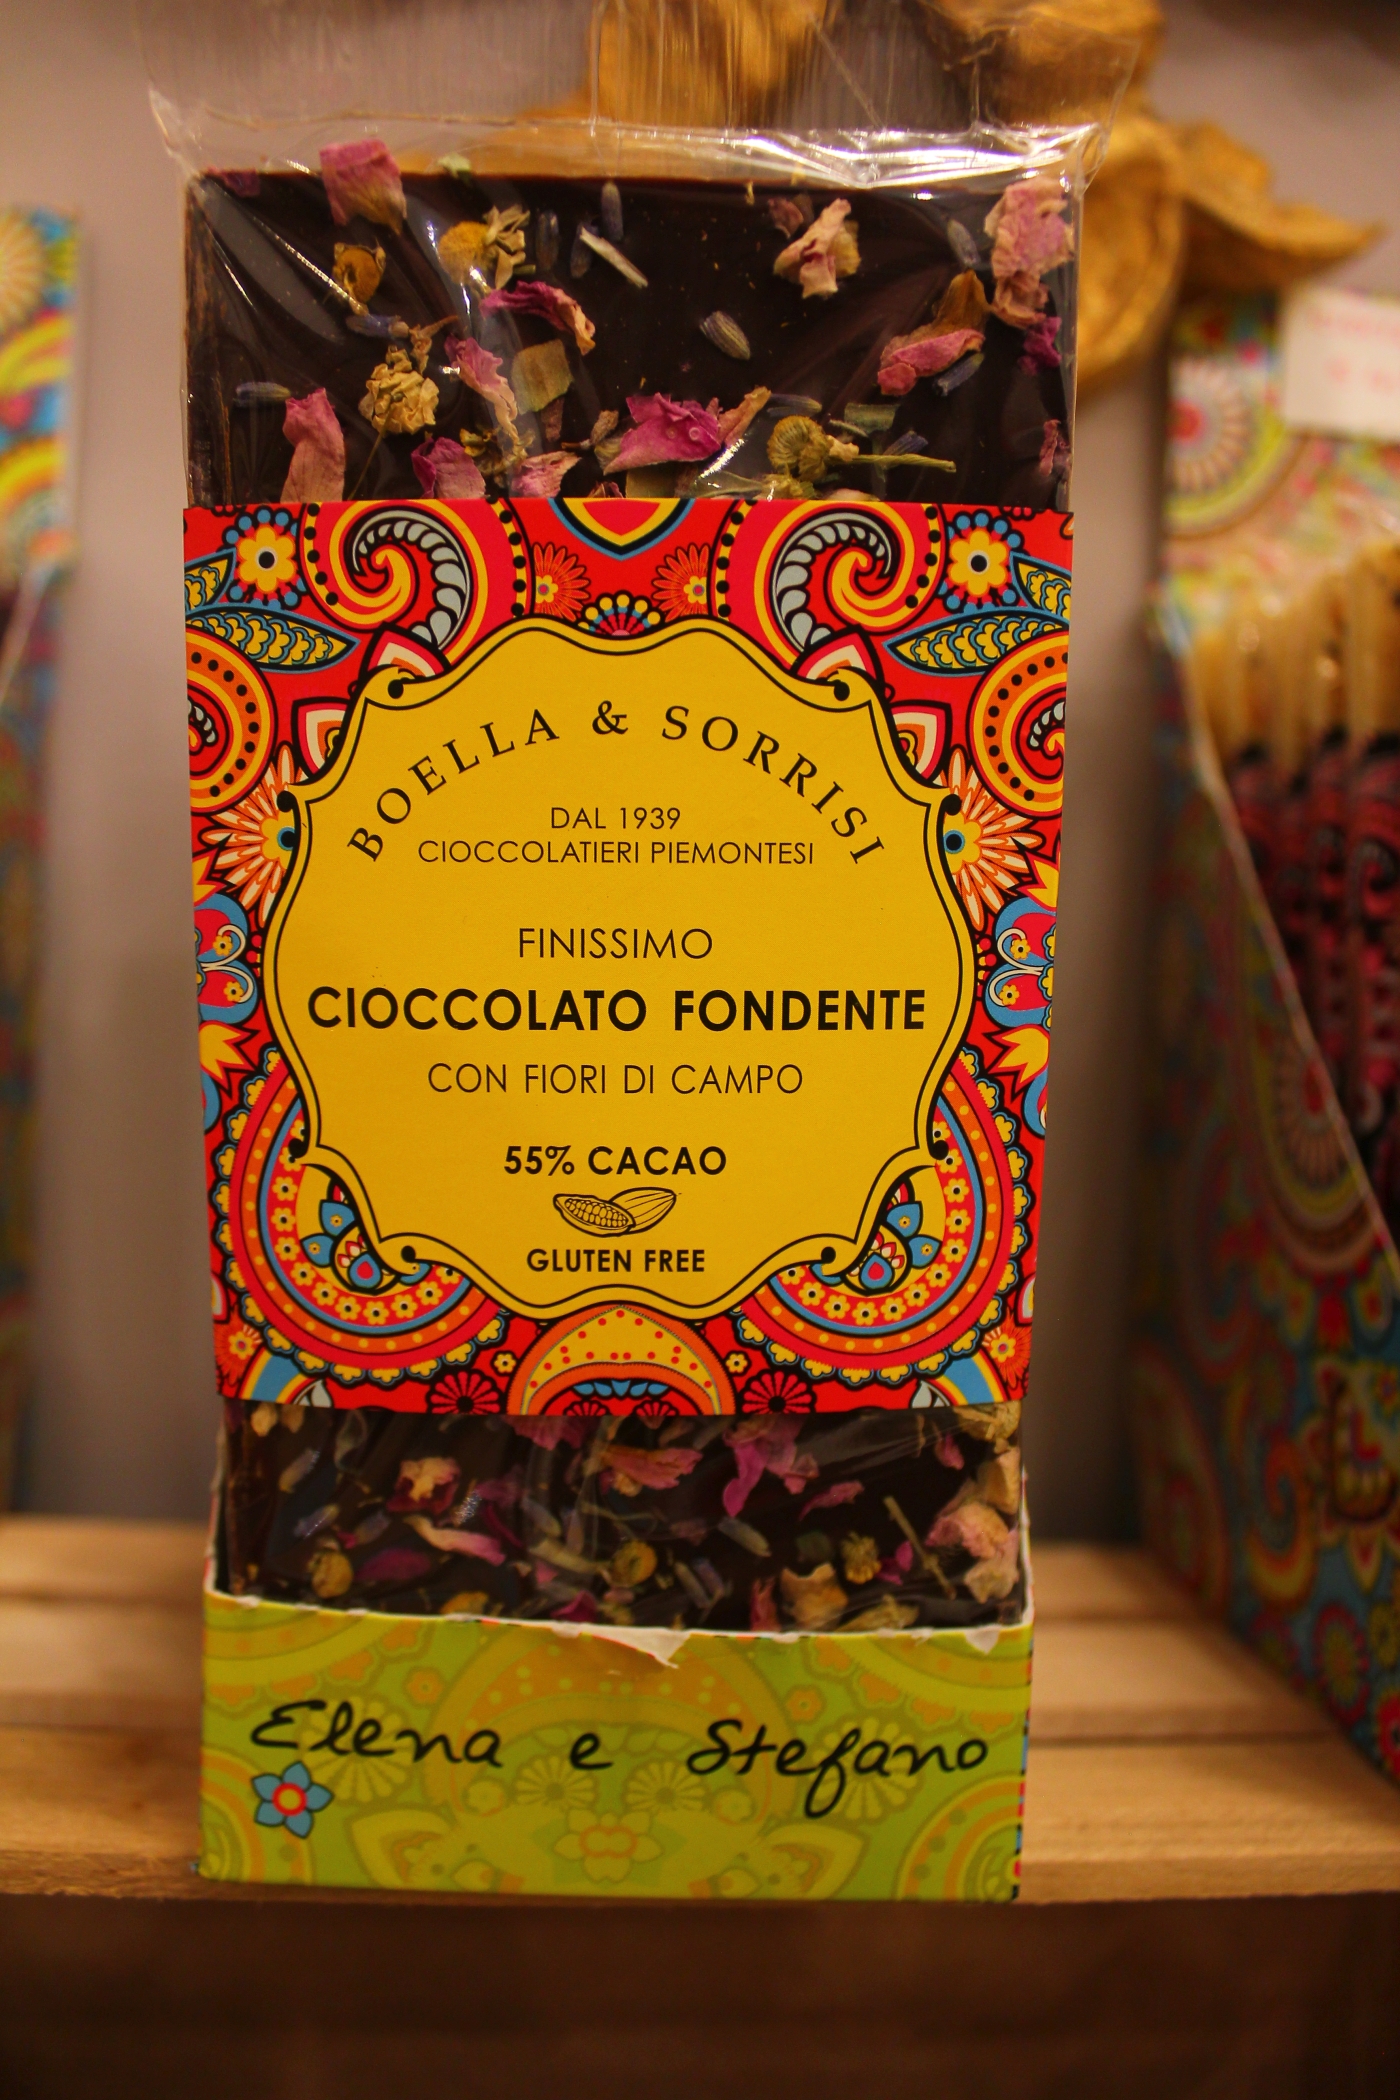 BOELLA & SORRISI
DAL 1939
CIOCCOLATIERI PIEMONTESI
FINISSIMO
CIOCCOLATO FONDENTE
CON FIORI DI CAMPO
55% CACAO
GLUTEN FREE
Elena e Stefano